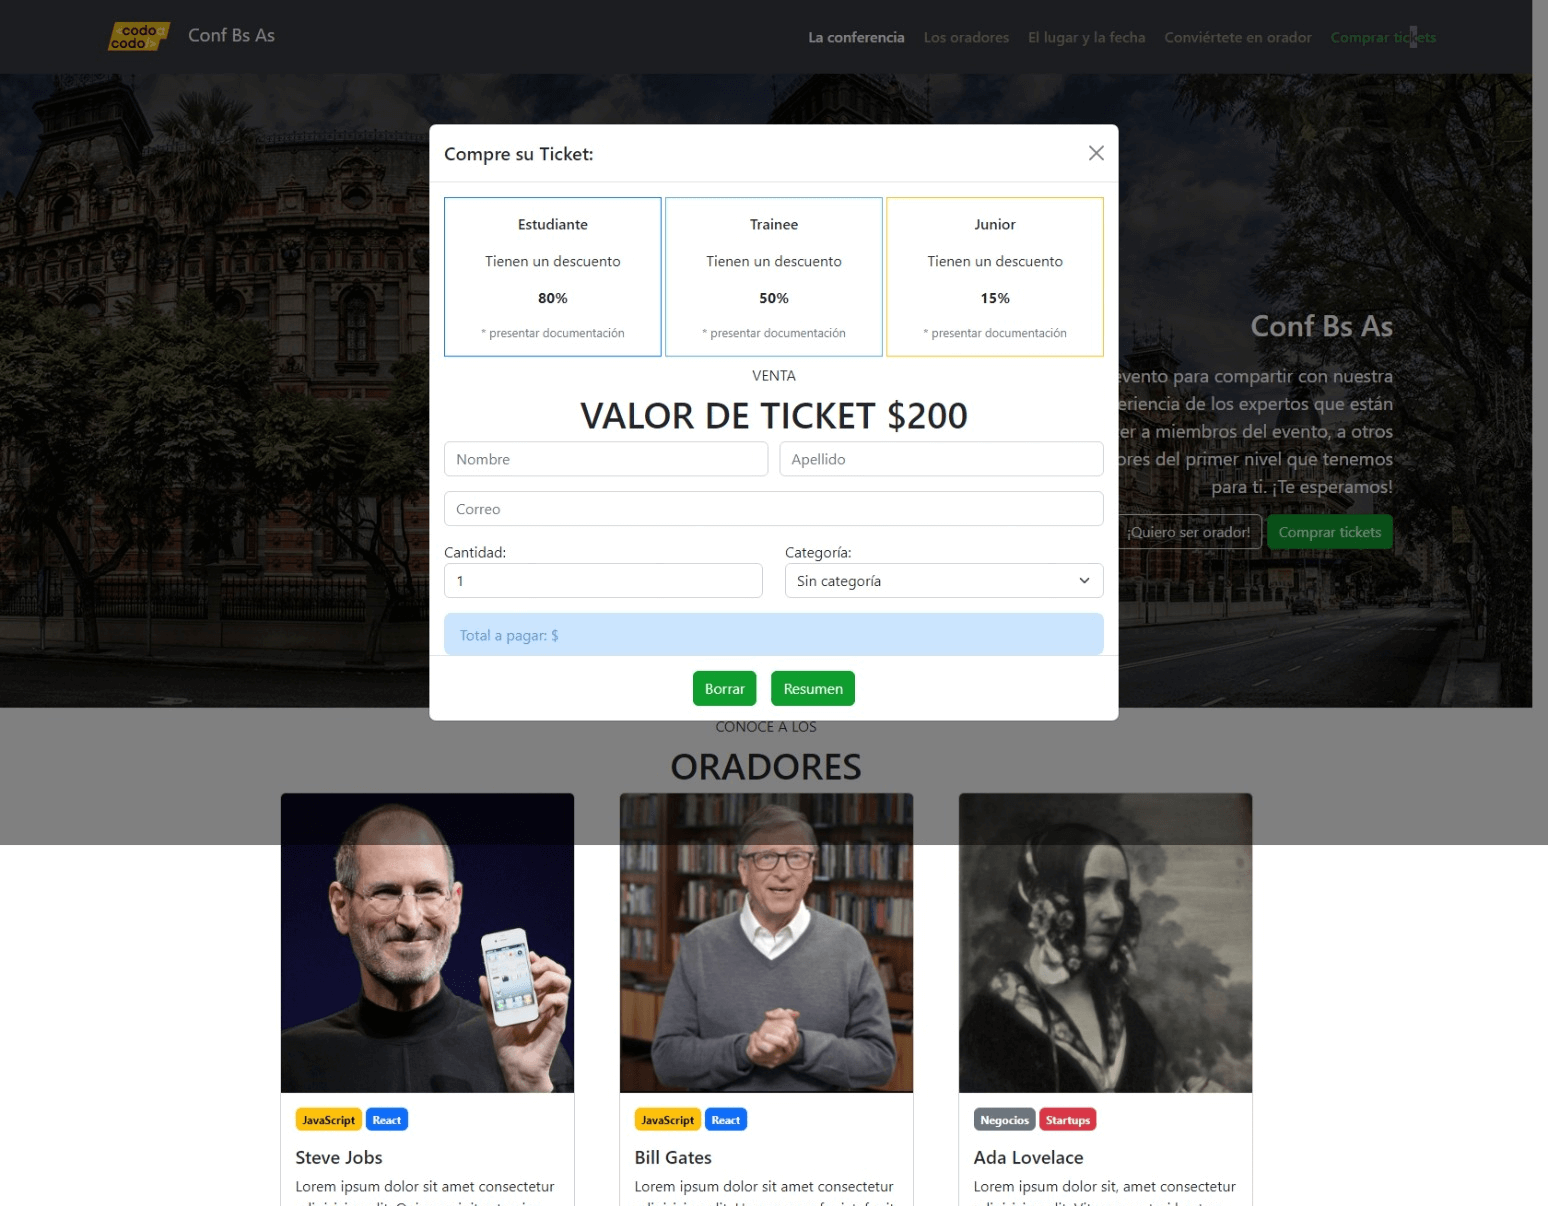 codo a
codo />
Conf Bs As
La conferencia
Los oradores
El lugar y la fecha
Conviértete en orador
Comprar tickets
Compre su Ticket:
Estudiante
Tienen un descuento
80%
* presentar documentación
Trainee
Tienen un descuento
50%
* presentar documentación
Junior
Tienen un descuento
15%
* presentar documentación
VENTA
VALOR DE TICKET $200
Nombre
Apellido
Correo
Cantidad:
1
Categoría:
Sin categoría
Total a pagar: $
Borrar
Resumen
Conf Bs As
evento para compartir con nuestra
eriencia de los expertos que están
er a miembros del evento, a otros
ores del primer nivel que tenemos
para ti. ¡Te esperamos!
¡Quiero ser orador!
Comprar tickets
CONOCE A LOS
ORADORES
JavaScript
React
Steve Jobs
Lorem ipsum dolor sit amet consectetur
JavaScript
React
Bill Gates
Lorem ipsum dolor sit amet consectetur
Negocios
Startups
Ada Lovelace
Lorem ipsum dolor sit, amet consectetur